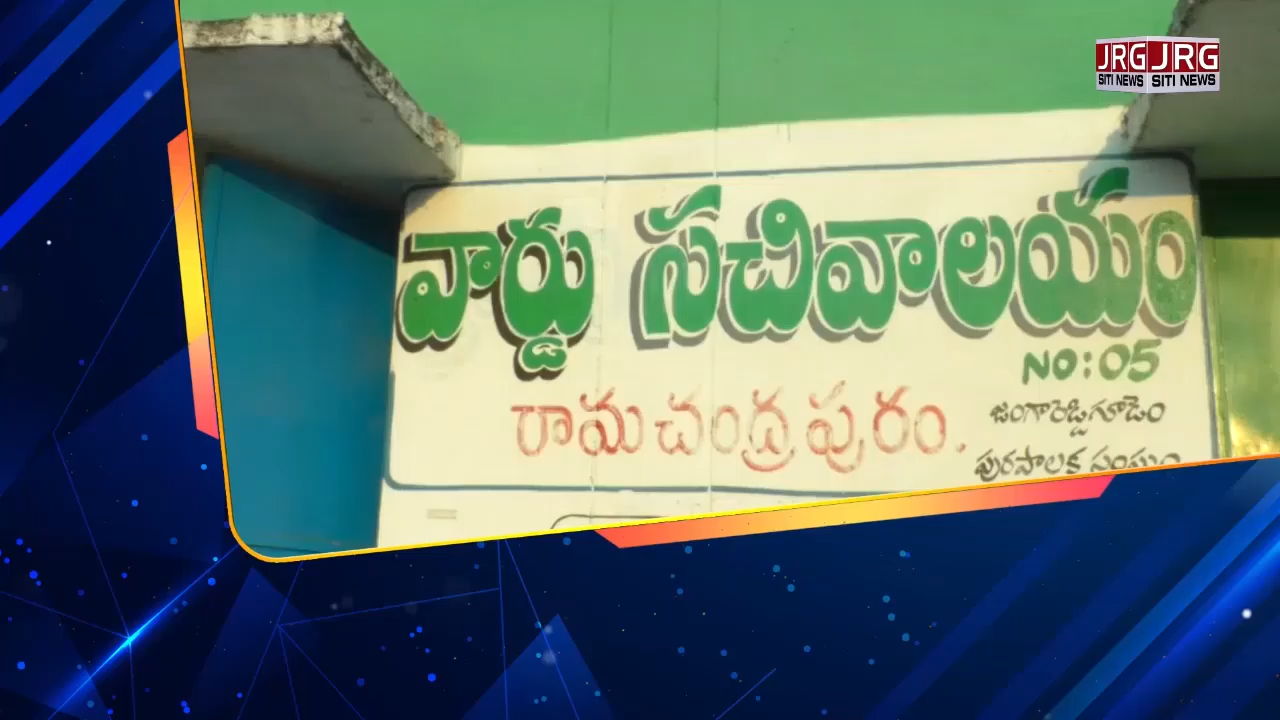 JRG JRG
SITI NEWS SITI NEWS
వార్డు సచివాలయం
NO: 05
రామచంద్రపురం.
జంగారెడ్డిగూడెం
పురపాలక సంఘం